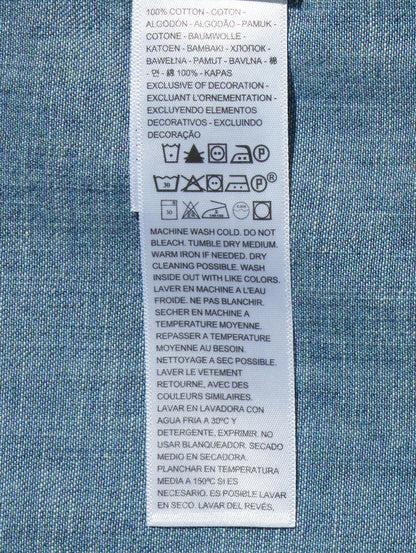 100% COTTON - COTON -
ALGODÓN - ALGODÃO - PAMUK -
COTONE - BAUMWOLLE -
KATOEN - BAMBAKI - ХЛОПОК -
BAWEŁNA - PAMUT - BAVLNA - 棉
- 면 - 綿 100% - KAPAS
EXCLUSIVE OF DECORATION -
EXCLUANT L'ORNEMENTATION -
EXCLUYENDO ELEMENTOS
DECORATIVOS - EXCLUINDO
DECORAÇÃO
P
30 P®
30
MACHINE WASH COLD. DO NOT
BLEACH. TUMBLE DRY MEDIUM.
WARM IRON IF NEEDED. DRY
CLEANING POSSIBLE. WASH
INSIDE OUT WITH LIKE COLORS.
LAVER EN MACHINE A L'EAU
FROIDE. NE PAS BLANCHIR.
SECHER EN MACHINE A
TEMPERATURE MOYENNE.
REPASSER A TEMPERATURE
MOYENNE AU BESOIN.
NETTOYAGE A SEC POSSIBLE.
LAVER LE VETEMENT
RETOURNE, AVEC DES
COULEURS SIMILAIRES.
LAVAR EN LAVADORA CON
AGUA FRIA A 30ºC Y
DETERGENTE, EXPRIMIR. NO
USAR BLANQUEADOR. SECADO
MEDIO EN SECADORA.
PLANCHAR EN TEMPERATURA
MEDIA A 150ºC SI ES
NECESARIO. ES POSIBLE LAVAR
EN SECO. LAVAR DEL REVÉS,